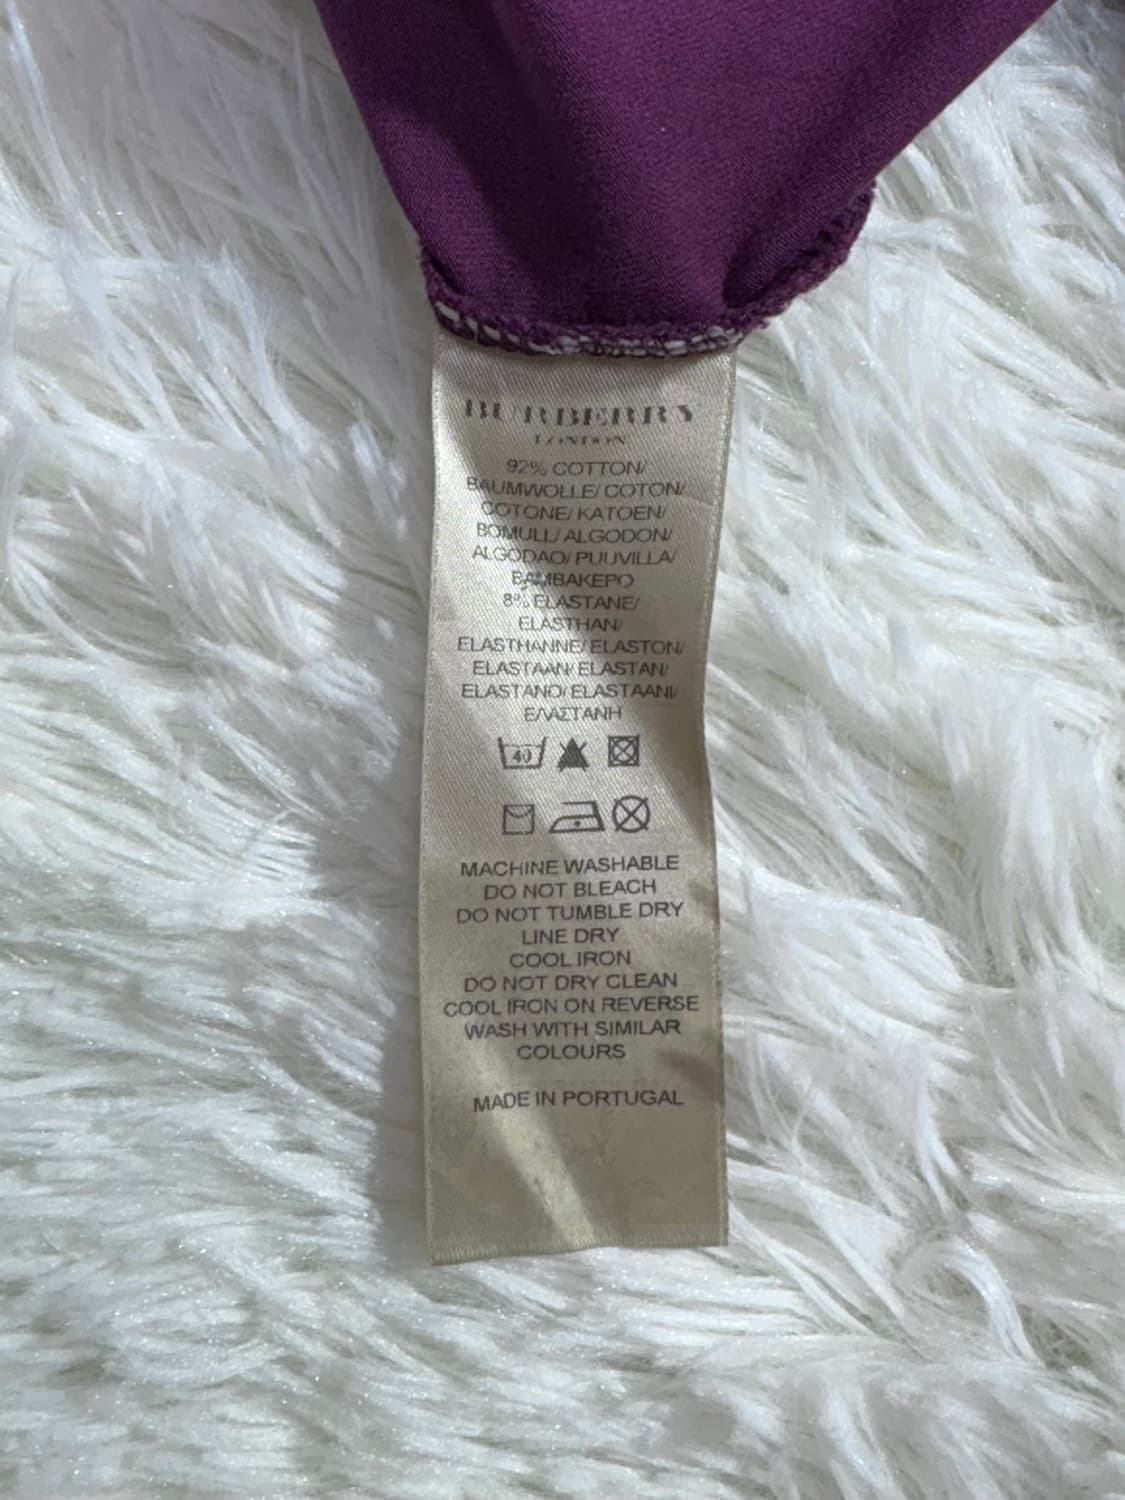 BURBERRY
LONDON
92% COTTON/
BAUMWOLLE/ COTON/
COTONE/ KATOEN/
BOMULL/ ALGODON/
ALGODAO/ PUUVILLA/
BAMBAKEPO
8% ELASTANE/
ELASTHAN/
ELASTHANNE/ ELASTON/
ELASTAAN/ ELASTAN/
ELASTANO/ ELASTAANI/
ΕΛΑΣΤΑΝΗ
40
MACHINE WASHABLE
DO NOT BLEACH
DO NOT TUMBLE DRY
LINE DRY
COOL IRON
DO NOT DRY CLEAN
COOL IRON ON REVERSE
WASH WITH SIMILAR
COLOURS
MADE IN PORTUGAL